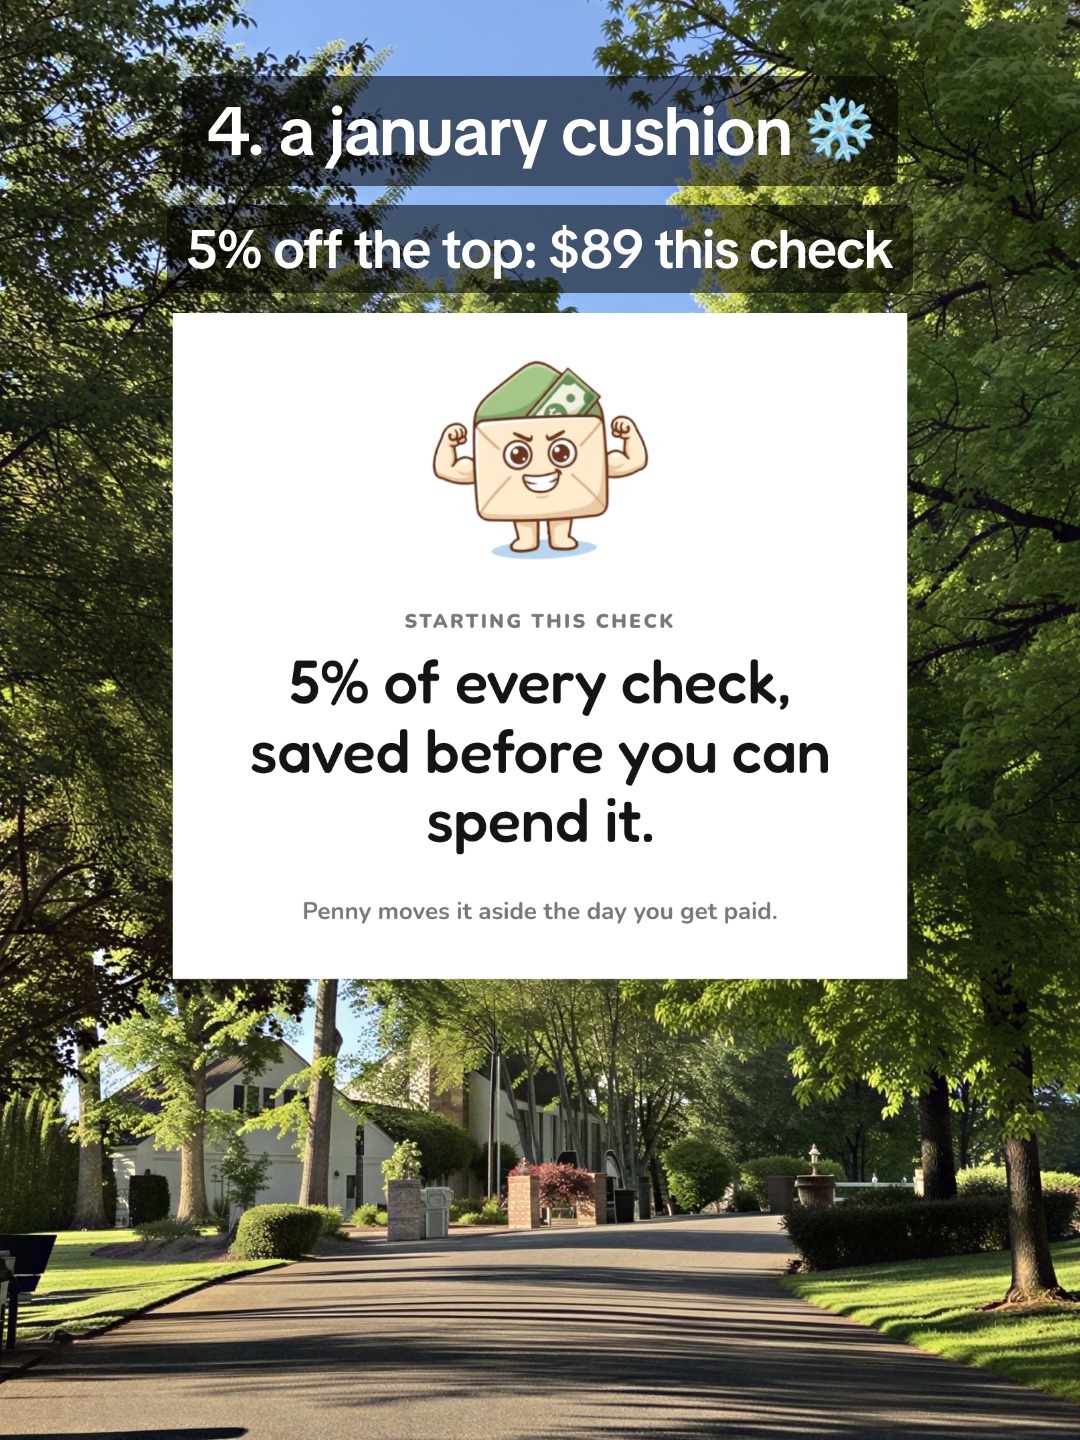 4. a january cushion ❄️
5% off the top: $89 this check
STARTING THIS CHECK
5% of every check,
saved before you can
spend it.
Penny moves it aside the day you get paid.